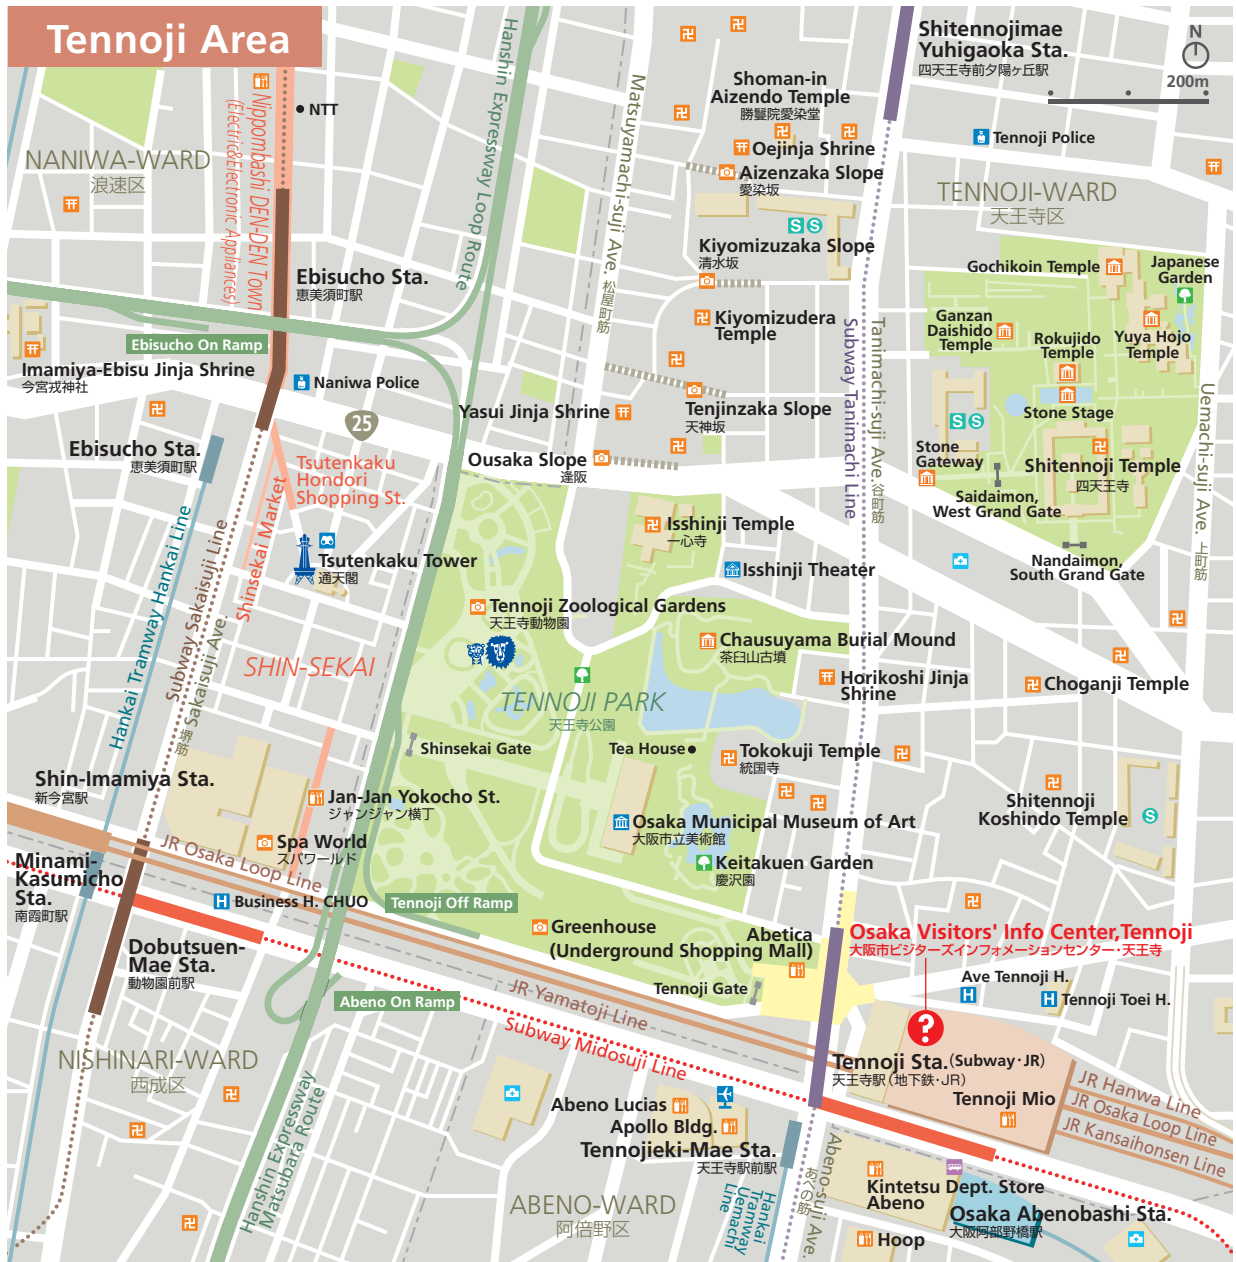 Tennoji Area
Hanshin Expressway Loop Route
Matsuyamachi-suji Ave. 松屋町筋
Shitennojimae
Yuhigaoka Sta.
四天王寺前夕陽ヶ丘駅
N
200m
Nippombashi DEN-DEN Town
(Electric&Electronic Appliances)
NTT
Shoman-in
Aizendo Temple
勝鬘院愛染堂
Oejinja Shrine
Aizenzaka Slope
愛染坂
Tennoji Police
NANIWA-WARD
浪速区
TENNOJI-WARD
天王寺区
S S
Kiyomizuzaka Slope
清水坂
Gochikoin Temple
Japanese
Garden
Ebisucho Sta.
恵美須町駅
Kiyomizudera
Temple
Ganzan
Daishido
Temple
Rokujido
Temple
Yuya Hojo
Temple
Ebisucho On Ramp
Imamiya-Ebisu Jinja Shrine
今宮戎神社
Naniwa Police
Subway Tanimachi Line
Tanimachi-suji Ave.谷町筋
Uemachi-suji Ave. 上町筋
Yasui Jinja Shrine
Tenjinzaka Slope
天神坂
Stone Stage
25
S S
Ebisucho Sta.
恵美須町駅
Tsutenkaku
Hondori
Shopping St.
Ousaka Slope
逢阪
Stone
Gateway
Shitennoji Temple
四天王寺
Saidaimon,
West Grand Gate
Shinsekai Market
Isshinji Temple
一心寺
Nandaimon,
South Grand Gate
Tsutenkaku Tower
通天閣
Isshinji Theater
Hankai Tramway Hankai Line
Subway Sakaisuji Line
Sakaisuji Ave.
堺筋
Tennoji Zoological Gardens
天王寺動物園
Chausuyama Burial Mound
茶臼山古墳
SHIN-SEKAI
Horikoshi Jinja
Shrine
Choganji Temple
TENNOJI PARK
天王寺公園
Shinsekai Gate
Tea House
Tokokuji Temple
統国寺
Shin-Imamiya Sta.
新今宮駅
Jan-Jan Yokocho St.
ジャンジャン横丁
Shitennoji
Koshindo Temple
S
Osaka Municipal Museum of Art
大阪市立美術館
Spa World
スパワールド
JR Osaka Loop Line
Keitakuen Garden
慶沢園
Minami-
Kasumicho
Sta.
南霞町駅
H Business H. CHUO
Tennoji Off Ramp
Greenhouse
(Underground Shopping Mall)
Abetica
Osaka Visitors' Info Center,Tennoji
大阪市ビジターズインフォメーションセンター・天王寺
Dobutsuen-
Mae Sta.
動物園前駅
Ave Tennoji H.
H
H Tennoji Toei H.
Tennoji Gate
Abeno On Ramp
JR Yamatoji Line
Subway Midosuji Line
?
NISHINARI-WARD
西成区
Tennoji Sta.(Subway・JR)
天王寺駅（地下鉄・JR）
Tennoji Mio
JR Hanwa Line
JR Osaka Loop Line
JR Kansaihonsen Line
Abeno Lucias
Apollo Bldg.
Tennojieki-Mae Sta.
天王寺駅前駅
Hanshin Expressway
Matsubara Route
ABENO-WARD
阿倍野区
Hankai
Tramway
Uemachi
Line
Abeno-suji Ave.
あべの筋
Kintetsu Dept. Store
Abeno
Osaka Abenobashi Sta.
大阪阿部野橋駅
Hoop